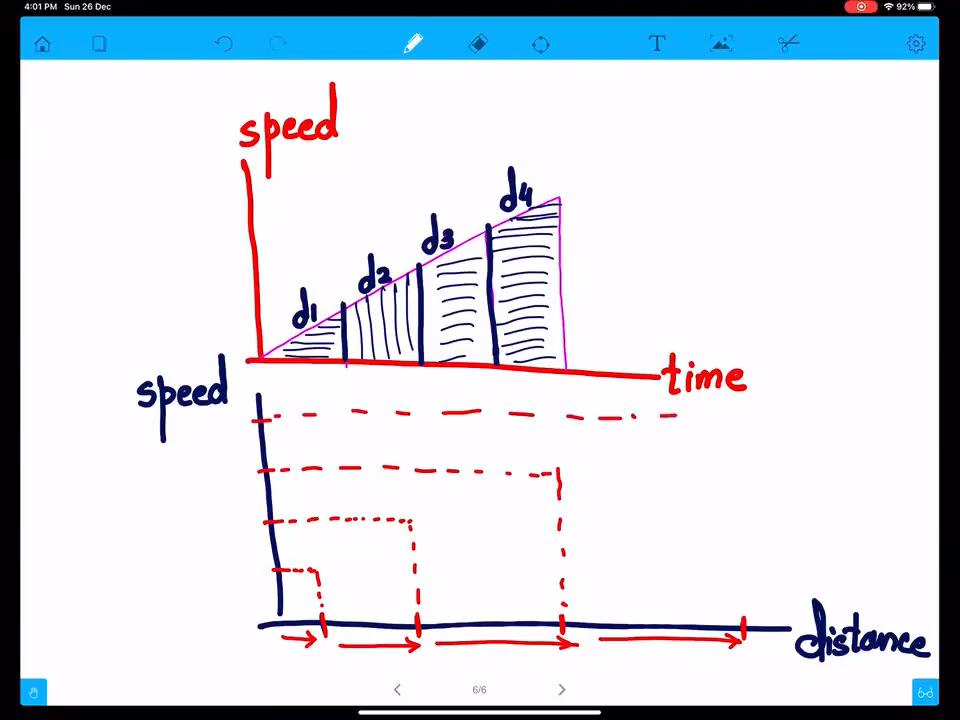 4:01 PM Sun 26 Dec
92%
T
speed
d4
d3
d2
d1
time
speed
distance
6/6